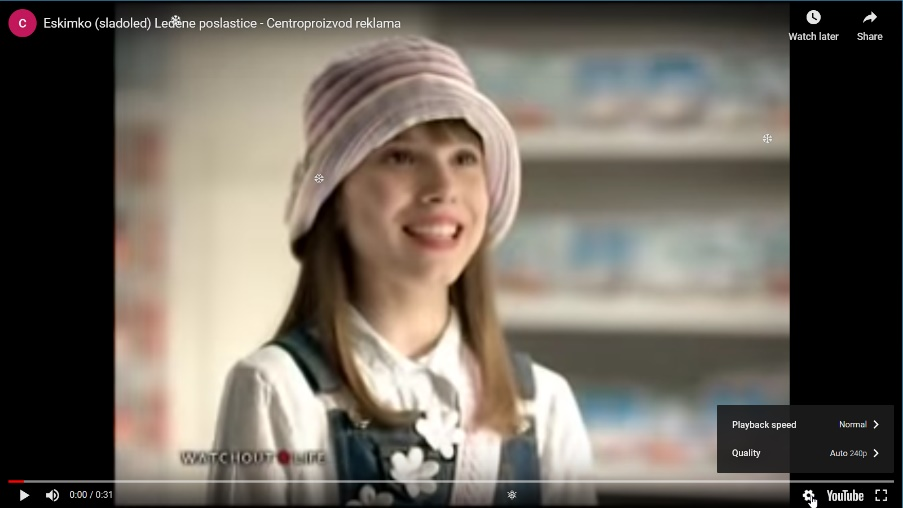 C
Eskimko (sladoled) Ledene poslastice - Centroproizvod reklama
Watch later
Share
WATCHOUT LIFE
Playback speed
Normal
Quality
Auto 240p
0:00 / 0:31
YouTube